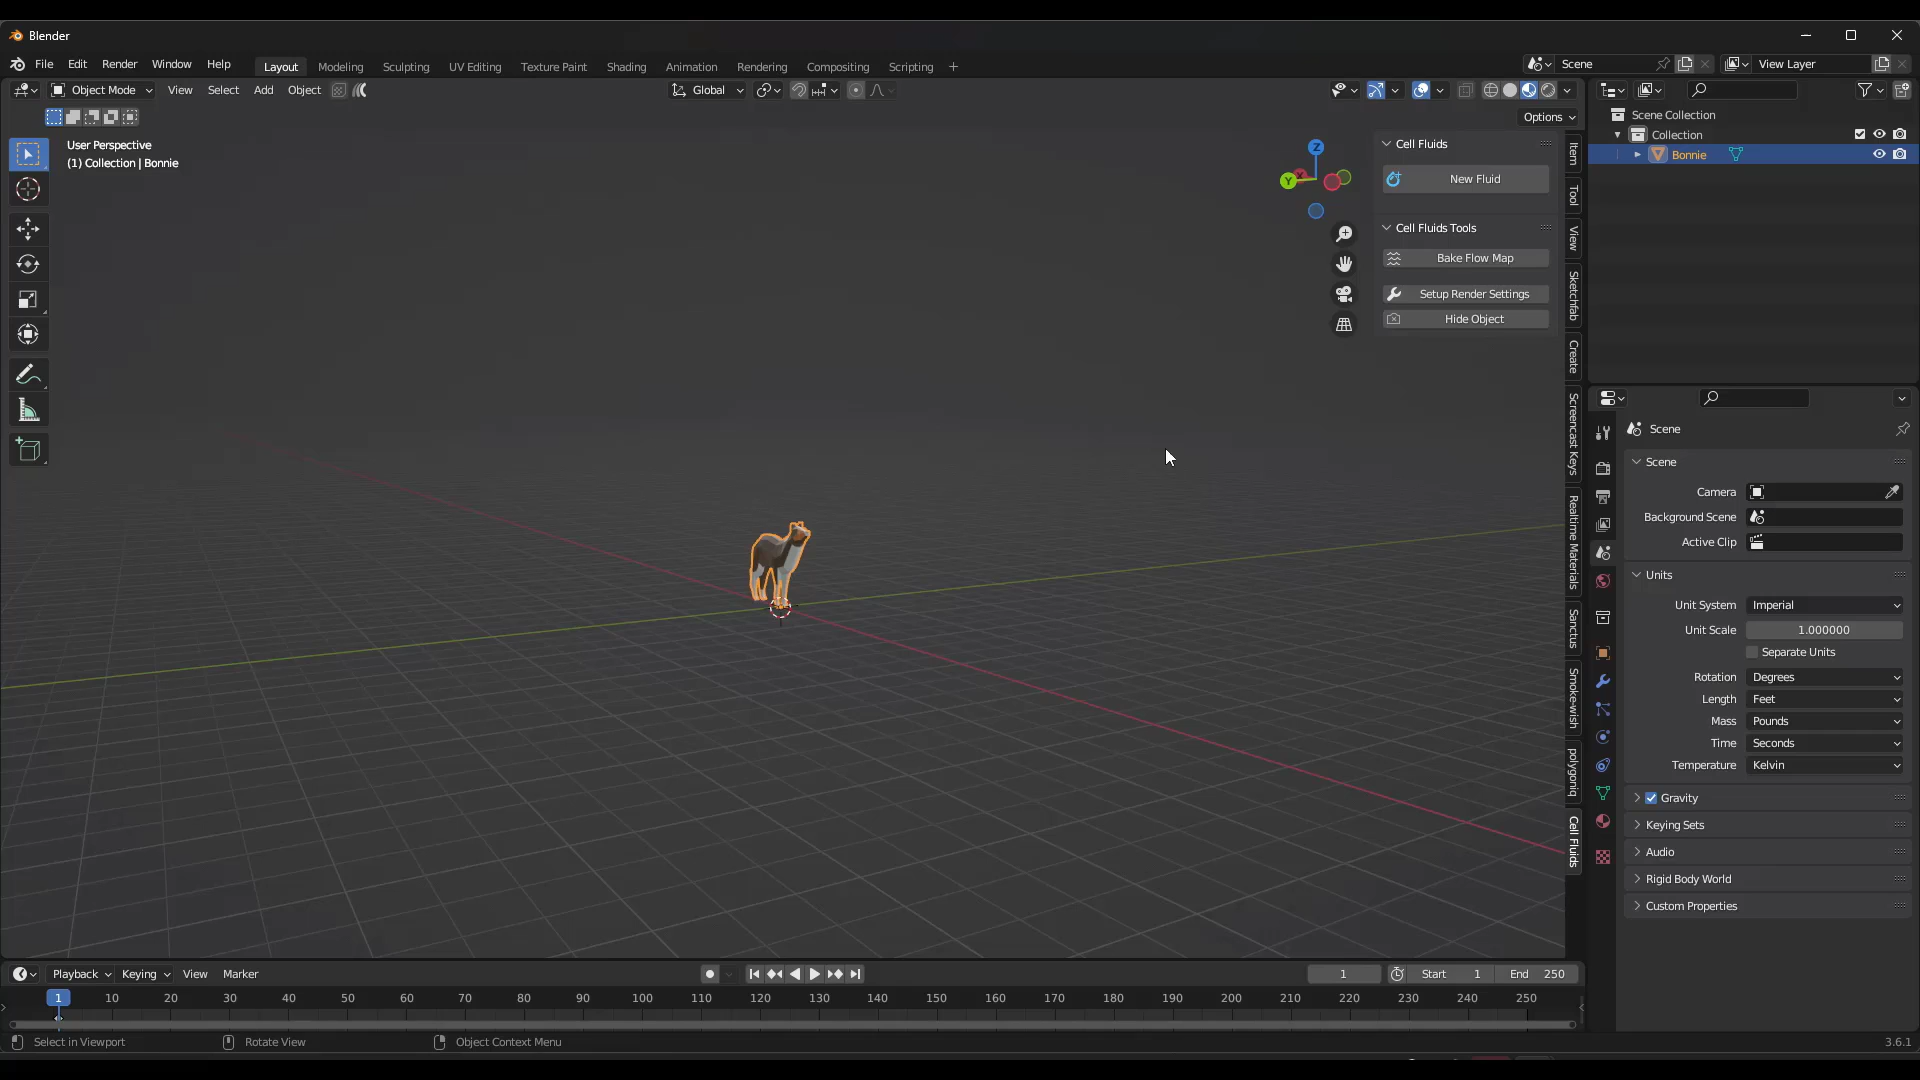 Blender
File Edit Render Window Help Layout Modeling Sculpting UV Editing Texture Paint Shading Animation Rendering Compositing Scripting + Scene View Layer
Object Mode View Select Add Object Global
Options
User Perspective
(1) Collection | Bonnie
Z
Y
Cell Fluids
New Fluid
Cell Fluids Tools
Bake Flow Map
Setup Render Settings
Hide Object
Item
Tool
View
Sketchfab
Create
Screencast Keys
Realtime Materials
Sanctus
Smoke-wish
polygoniq
Cell Fluids
Scene Collection
Collection
Bonnie
Scene
Scene
Camera
Background Scene
Active Clip
Units
Unit System Imperial
Unit Scale 1.000000
Separate Units
Rotation Degrees
Length Feet
Mass Pounds
Time Seconds
Temperature Kelvin
Gravity
Keying Sets
Audio
Rigid Body World
Custom Properties
Playback Keying View Marker 1 Start 1 End 250
1 10 20 30 40 50 60 70 80 90 100 110 120 130 140 150 160 170 180 190 200 210 220 230 240 250
Select in Viewport Rotate View Object Context Menu 3.6.1